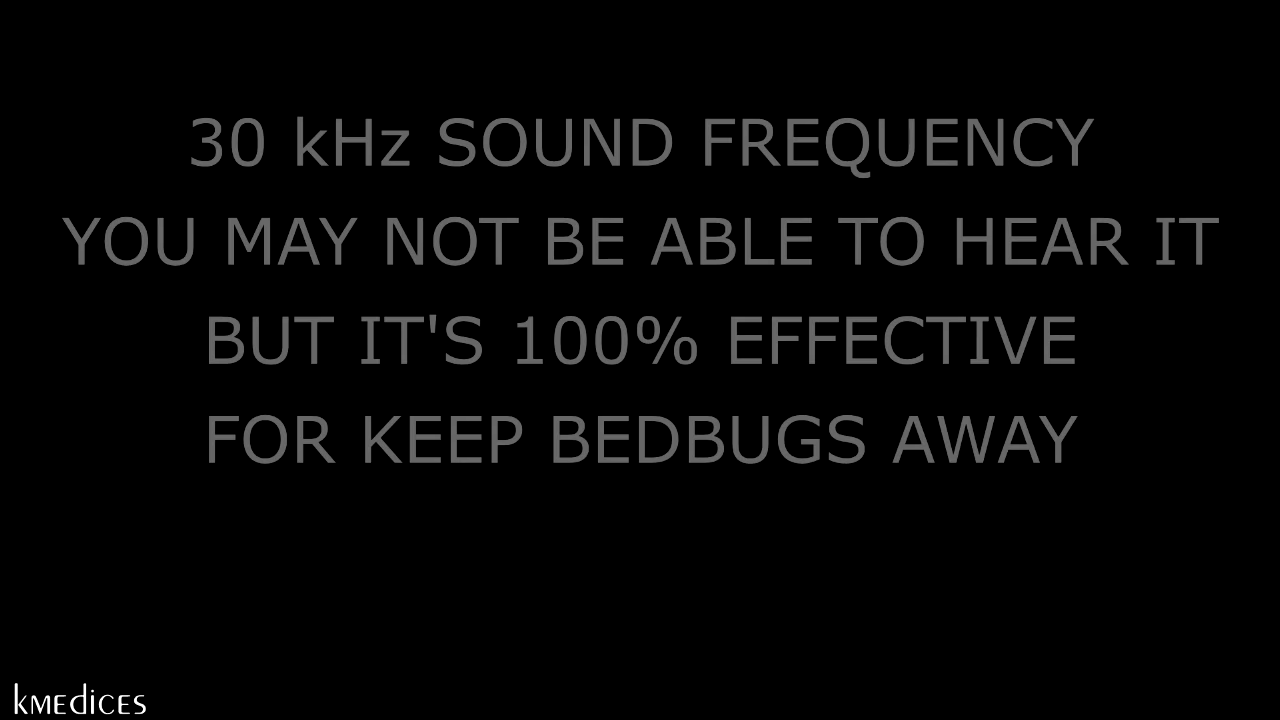 30 kHz SOUND FREQUENCY
YOU MAY NOT BE ABLE TO HEAR IT
BUT IT'S 100% EFFECTIVE
FOR KEEP BEDBUGS AWAY
kMEdiCES